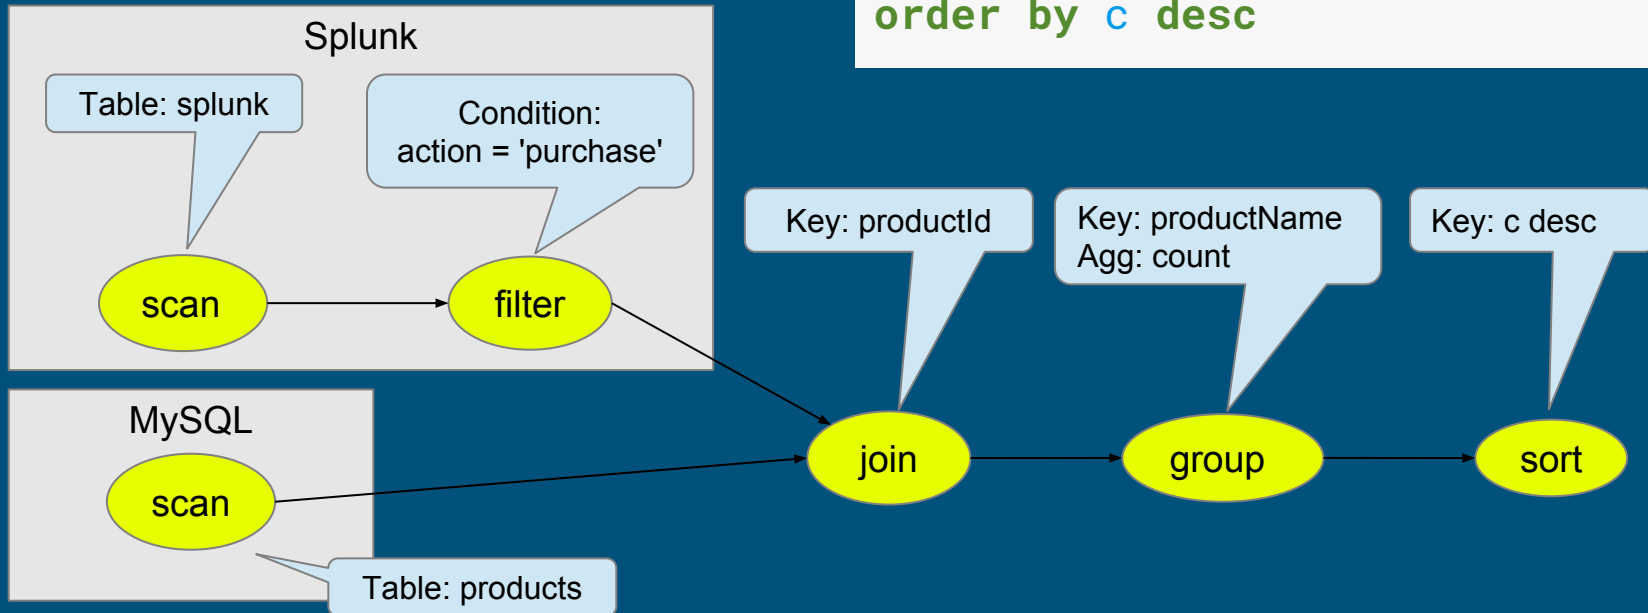 order by c desc
Splunk
Table: splunk
Condition:
action = 'purchase'
scan
filter
Key: productId
Key: productName
Agg: count
Key: c desc
MySQL
scan
join
group
sort
Table: products